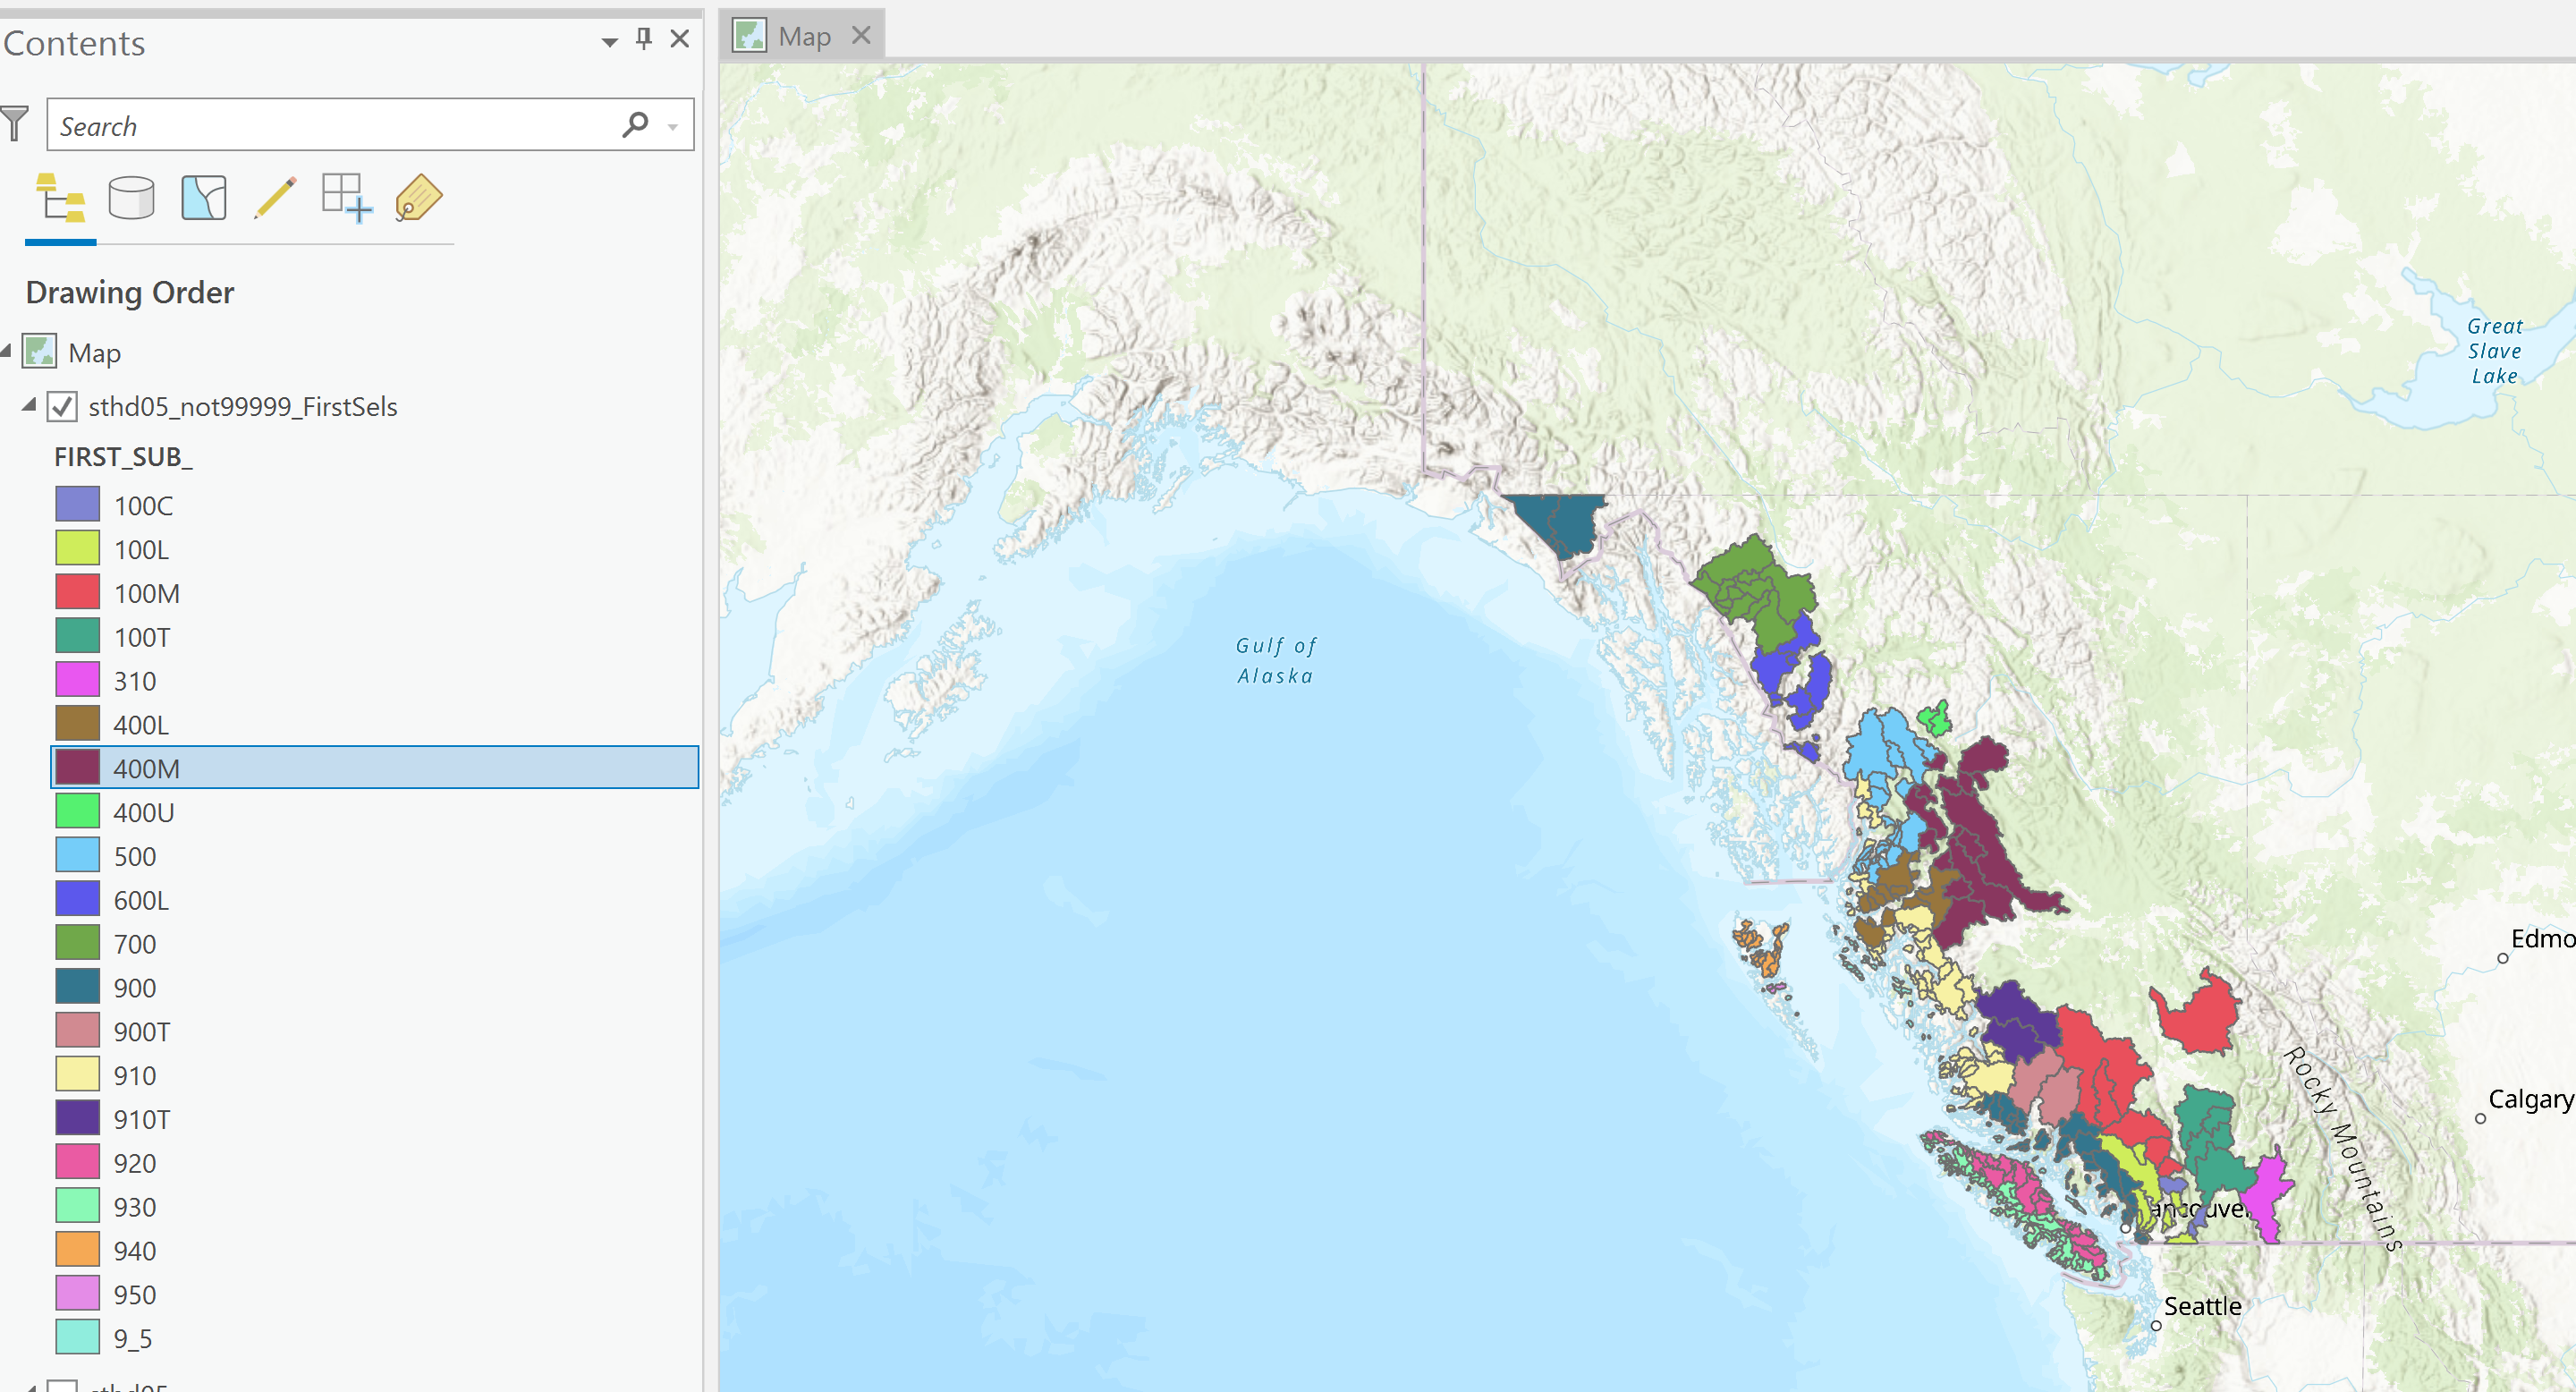 Contents
Map
Search
Drawing Order
Map
sthd05_not99999_FirstSels
FIRST_SUB_
100C
100L
100M
100T
310
400L
400M
400U
500
600L
700
900
900T
910
910T
920
930
940
950
9_5
Great
Slave
Lake
Gulf of
Alaska
Edmo
Calgary
Rocky Mountains
ancouver
Seattle